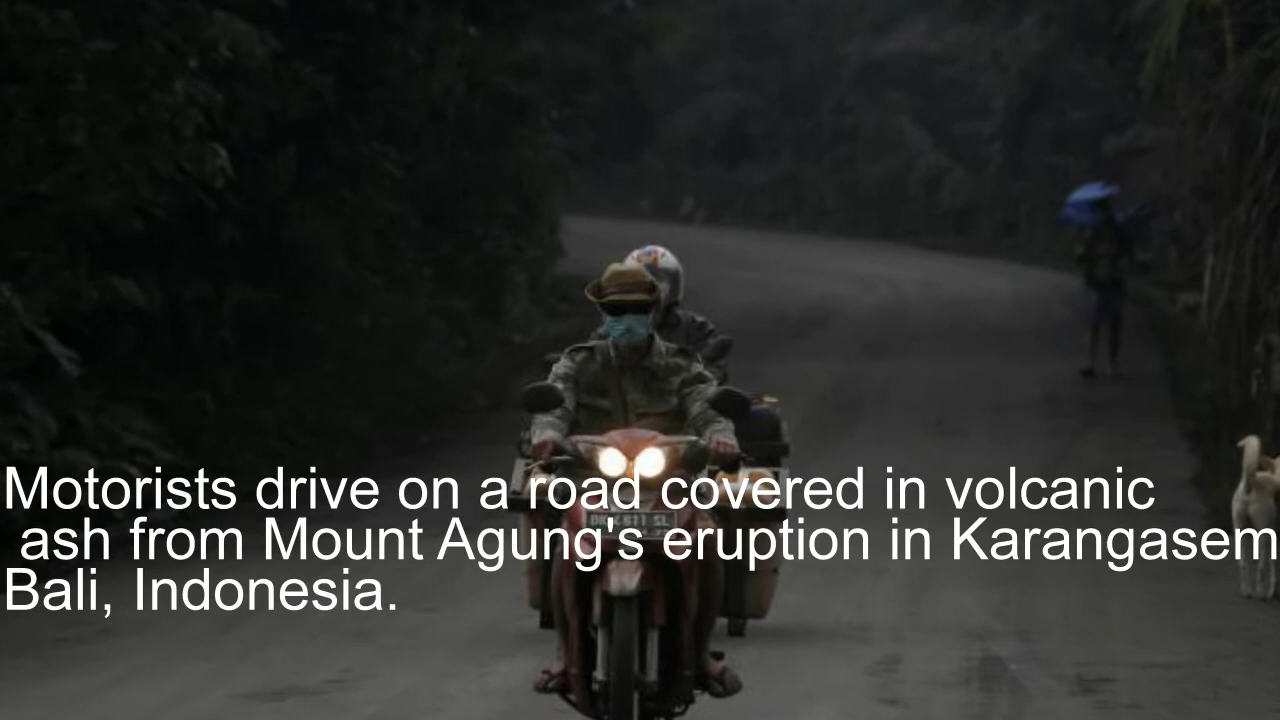 Motorists drive on a road covered in volcanic
ash from Mount Agung's eruption in Karangasem
Bali, Indonesia.